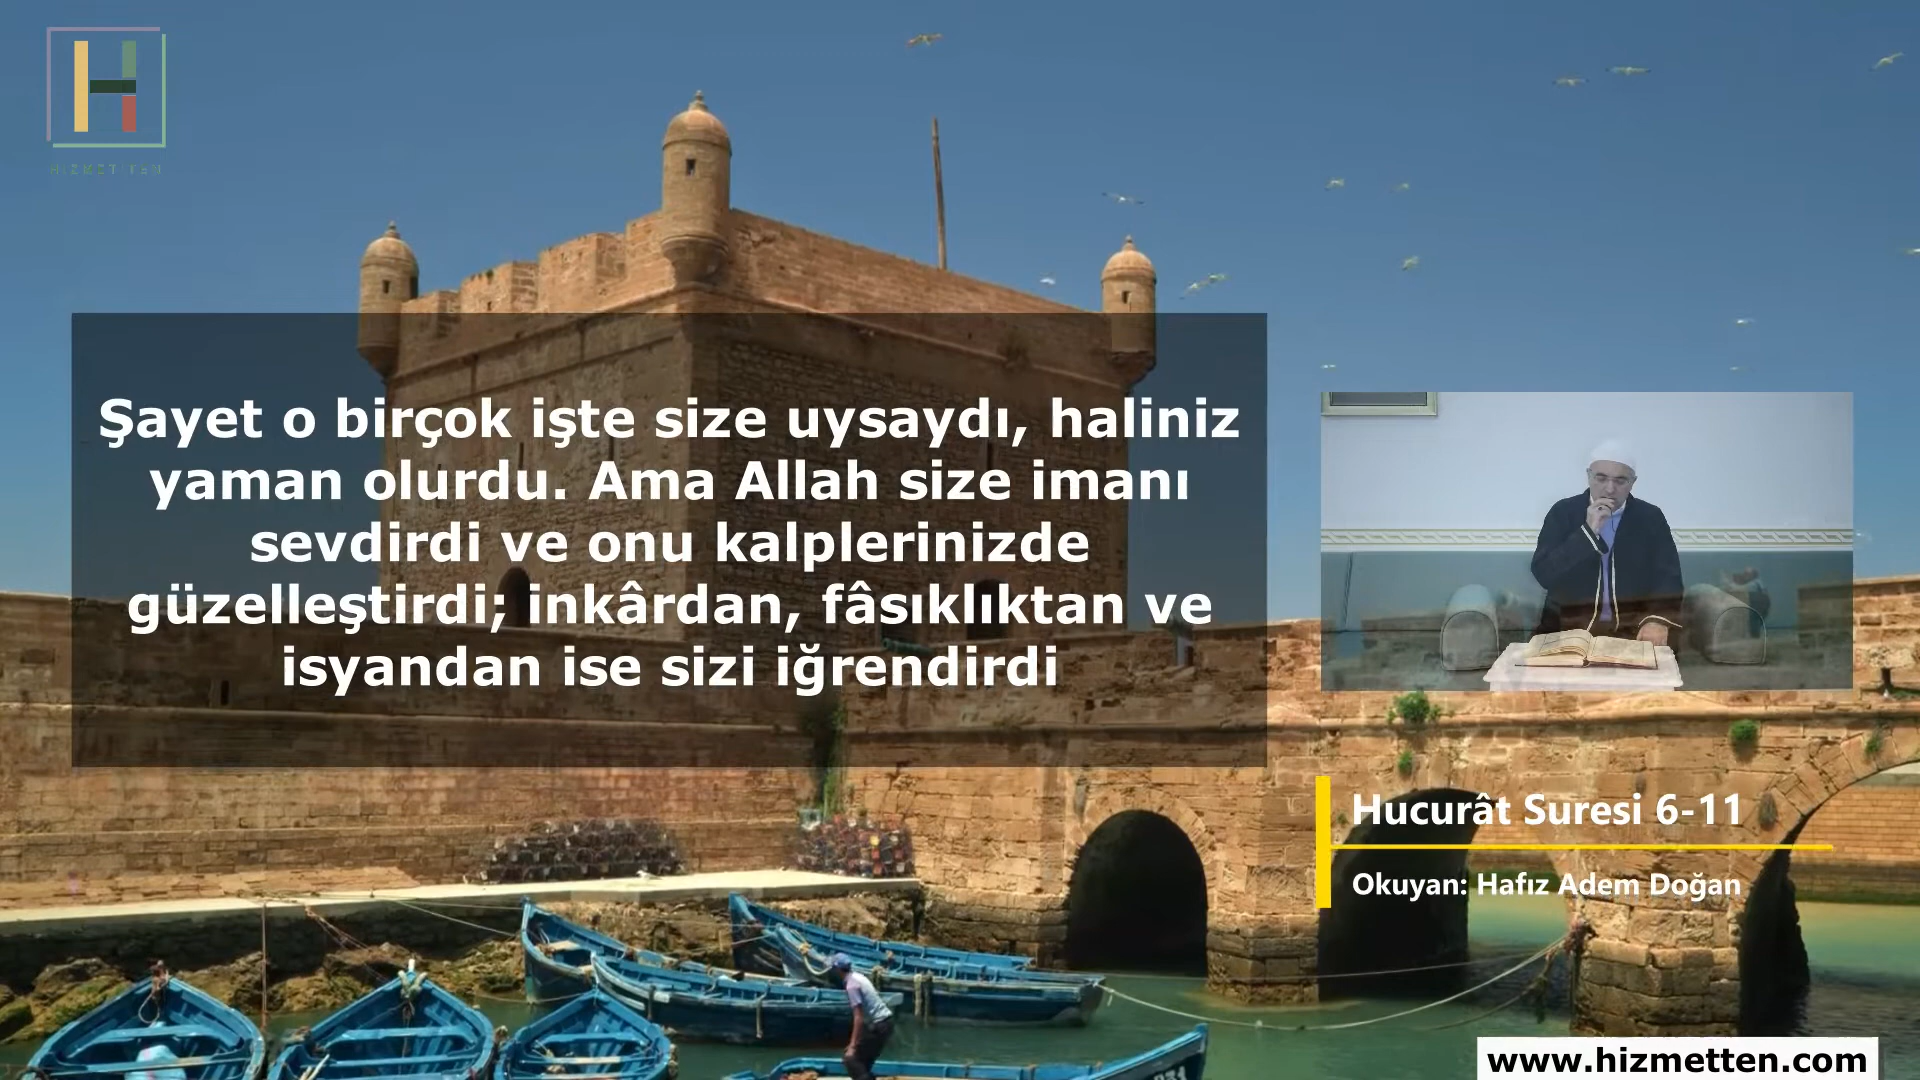 HIZMETTEN
Şayet o birçok işte size uysaydı, haliniz
yaman olurdu. Ama Allah size imanı
sevdirdi ve onu kalplerinizde
güzelleştirdi; inkârdan, fâsıklıktan ve
isyandan ise sizi iğrendirdi
Hucurât Suresi 6-11
Okuyan: Hafız Adem Doğan
www.hizmetten.com